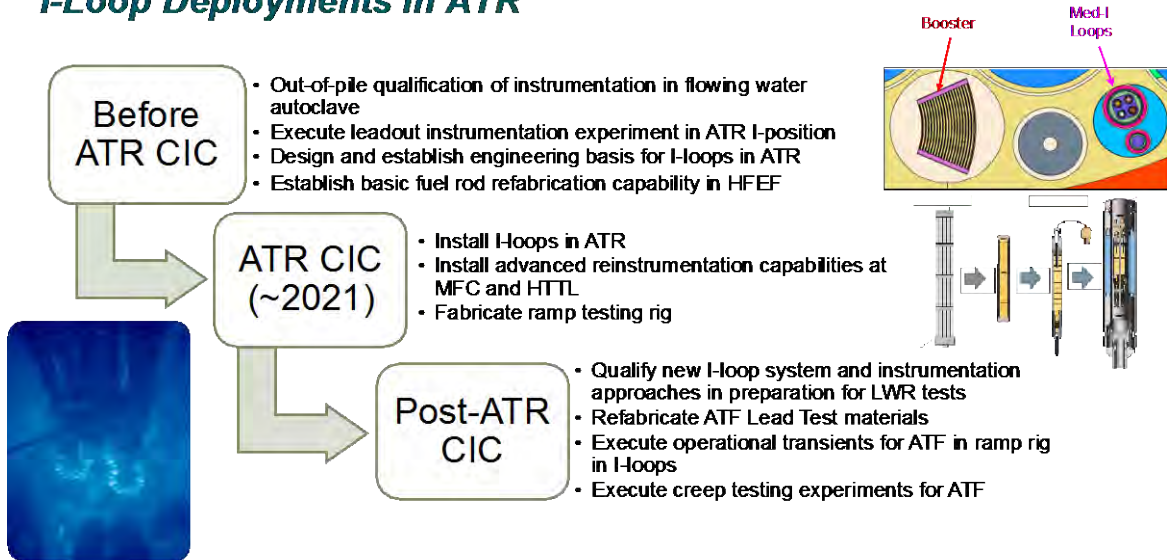 I-Loop Deployments in ATR
Booster
Med-I
Loops
Before
ATR CIC
• Out-of-pile qualification of instrumentation in flowing water
autoclave
• Execute leadout instrumentation experiment in ATR I-position
• Design and establish engineering basis for I-loops in ATR
• Establish basic fuel rod refabrication capability in HFEF
ATR CIC
(~2021)
• Install I-loops in ATR
• Install advanced reinstrumentation capabilities at
MFC and HTTL
• Fabricate ramp testing rig
Post-ATR
CIC
• Qualify new I-loop system and instrumentation
approaches in preparation for LWR tests
• Refabricate ATF Lead Test materials
• Execute operational transients for ATF in ramp rig
in I-loops
• Execute creep testing experiments for ATF